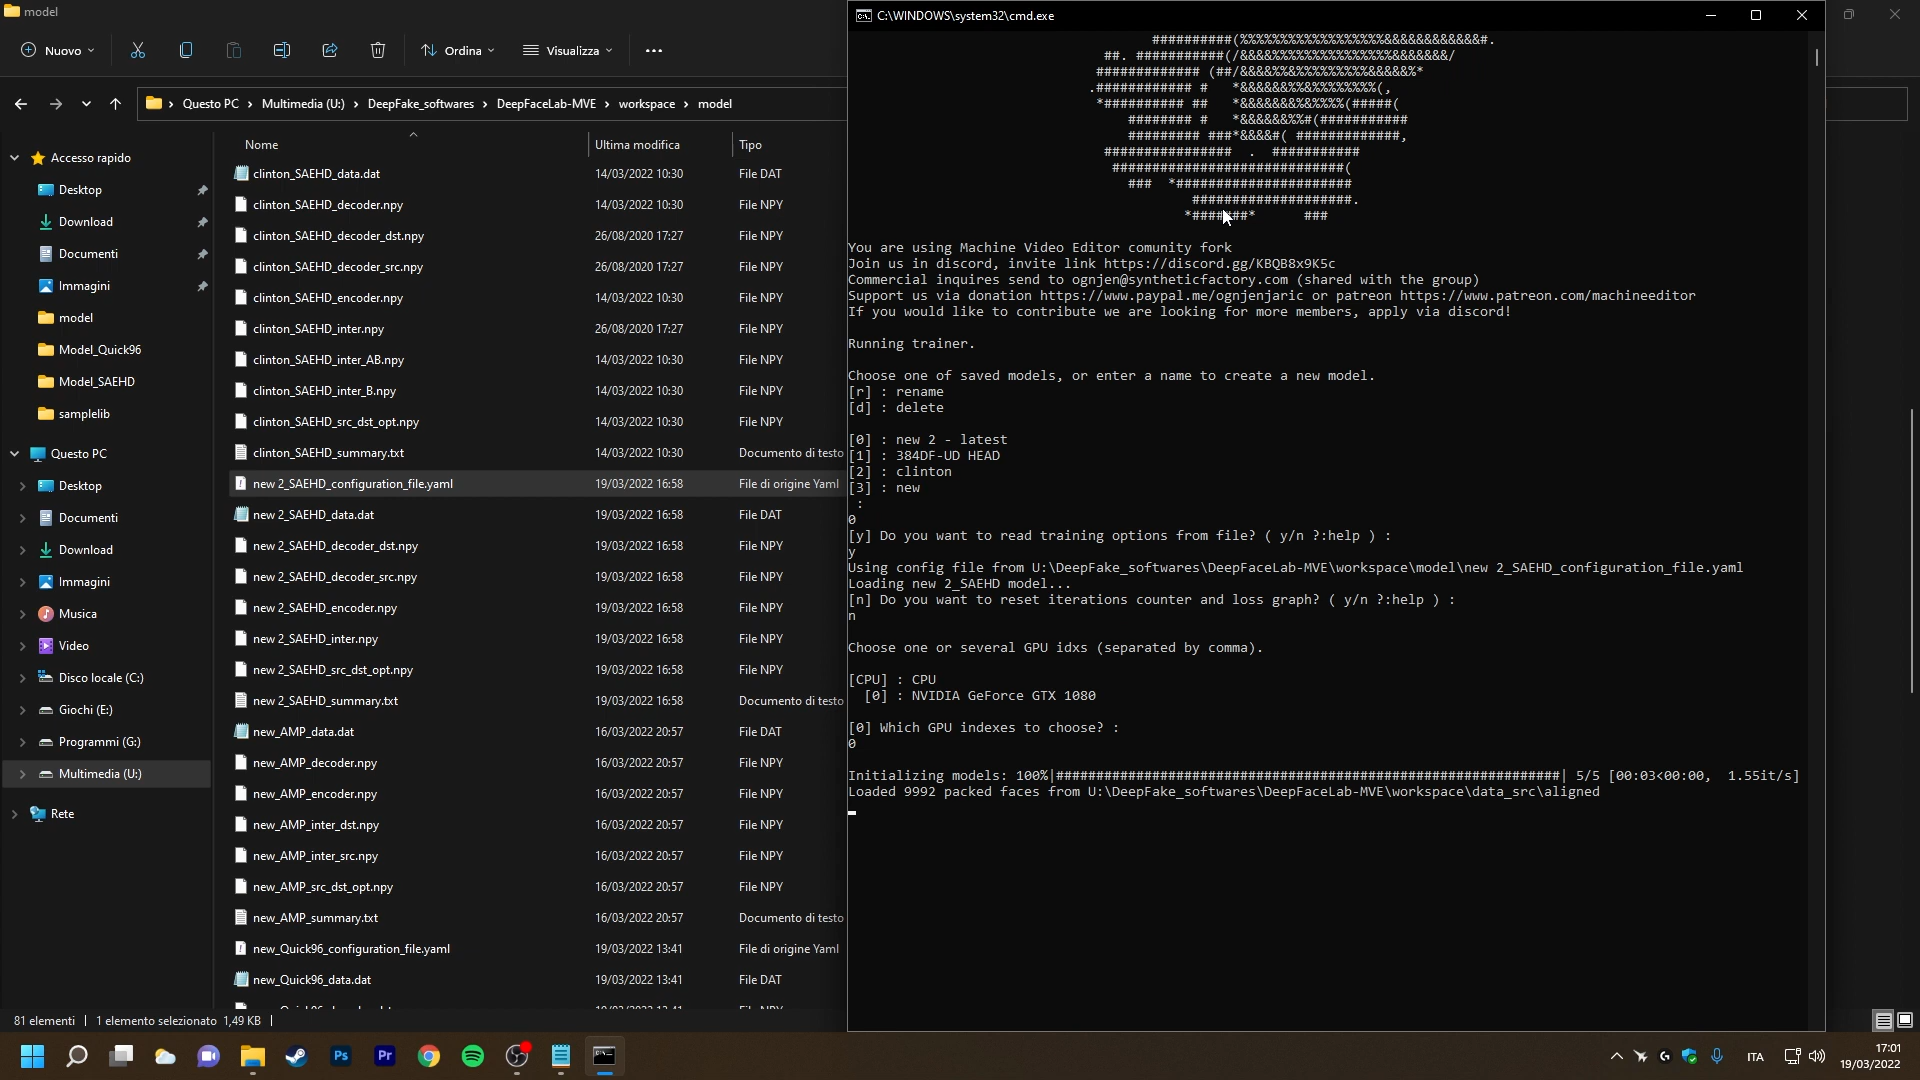 model
Nuovo
Ordina
Visualizza
Questo PC
Multimedia (U:)
DeepFake_softwares
DeepFaceLab-MVE
workspace
model
Accesso rapido
Desktop
Download
Documenti
Immagini
model
Model_Quick96
Model_SAEHD
samplelib
Questo PC
Desktop
Documenti
Download
Immagini
Musica
Video
Disco locale (C:)
Giochi (E:)
Programmi (G:)
Multimedia (U:)
Rete
Nome Ultima modifica Tipo
clinton_SAEHD_data.dat 14/03/2022 10:30 File DAT
clinton_SAEHD_decoder.npy 14/03/2022 10:30 File NPY
clinton_SAEHD_decoder_dst.npy 26/08/2020 17:27 File NPY
clinton_SAEHD_decoder_src.npy 26/08/2020 17:27 File NPY
clinton_SAEHD_encoder.npy 14/03/2022 10:30 File NPY
clinton_SAEHD_inter.npy 26/08/2020 17:27 File NPY
clinton_SAEHD_inter_AB.npy 14/03/2022 10:30 File NPY
clinton_SAEHD_inter_B.npy 14/03/2022 10:30 File NPY
clinton_SAEHD_src_dst_opt.npy 14/03/2022 10:30 File NPY
clinton_SAEHD_summary.txt 14/03/2022 10:30 Documento di testo
new 2_SAEHD_configuration_file.yaml 19/03/2022 16:58 File di origine Yaml
new 2_SAEHD_data.dat 19/03/2022 16:58 File DAT
new 2_SAEHD_decoder_dst.npy 19/03/2022 16:58 File NPY
new 2_SAEHD_decoder_src.npy 19/03/2022 16:58 File NPY
new 2_SAEHD_encoder.npy 19/03/2022 16:58 File NPY
new 2_SAEHD_inter.npy 19/03/2022 16:58 File NPY
new 2_SAEHD_src_dst_opt.npy 19/03/2022 16:58 File NPY
new 2_SAEHD_summary.txt 19/03/2022 16:58 Documento di testo
new_AMP_data.dat 16/03/2022 20:57 File DAT
new_AMP_decoder.npy 16/03/2022 20:57 File NPY
new_AMP_encoder.npy 16/03/2022 20:57 File NPY
new_AMP_inter_dst.npy 16/03/2022 20:57 File NPY
new_AMP_inter_src.npy 16/03/2022 20:57 File NPY
new_AMP_src_dst_opt.npy 16/03/2022 20:57 File NPY
new_AMP_summary.txt 16/03/2022 20:57 Documento di testo
new_Quick96_configuration_file.yaml 19/03/2022 13:41 File di origine Yaml
new_Quick96_data.dat 19/03/2022 13:41 File DAT
81 elementi 1 elemento selezionato 1,49 KB
C:\WINDOWS\system32\cmd.exe
You are using Machine Video Editor comunity fork
Join us in discord, invite link https://discord.gg/KBQB8x9K5c
Commercial inquires send to ognjen@syntheticfactory.com (shared with the group)
Support us via donation https://www.paypal.me/ognjenjaric or patreon https://www.patreon.com/machineeditor
If you would like to contribute we are looking for more members, apply via discord!
Running trainer.
Choose one of saved models, or enter a name to create a new model.
[r] : rename
[d] : delete
[0] : new 2 - latest
[1] : 384DF-UD HEAD
[2] : clinton
[3] : new
:
0
[y] Do you want to read training options from file? ( y/n ?:help ) :
y
Using config file from U:\DeepFake_softwares\DeepFaceLab-MVE\workspace\model\new 2_SAEHD_configuration_file.yaml
Loading new 2_SAEHD model...
[n] Do you want to reset iterations counter and loss graph? ( y/n ?:help ) :
n
Choose one or several GPU idxs (separated by comma).
[CPU] : CPU
[0] : NVIDIA GeForce GTX 1080
[0] Which GPU indexes to choose? :
0
Initializing models: 100%|###############################################################| 5/5 [00:03<00:00, 1.55it/s]
Loaded 9992 packed faces from U:\DeepFake_softwares\DeepFaceLab-MVE\workspace\data_src\aligned
Ps
Pr
ITA
17:01
19/03/2022